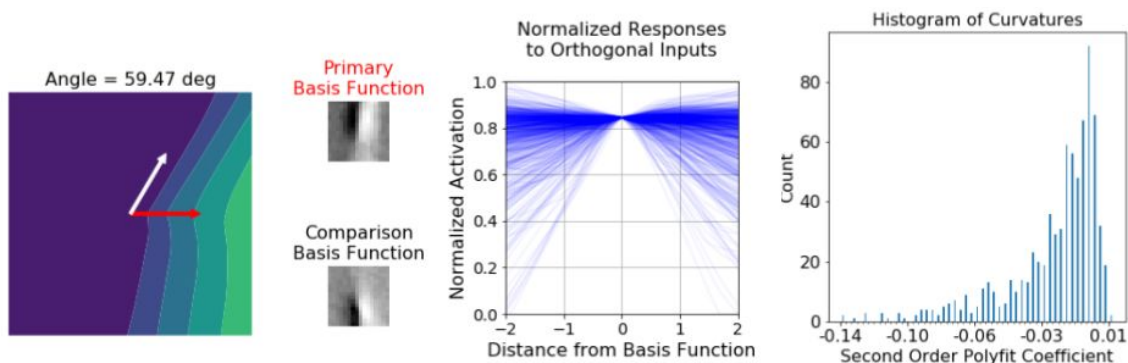 Angle = 59.47 deg
Primary
Basis Function
Comparison
Basis Function
Normalized Responses
to Orthogonal Inputs
Normalized Activation
1.0
0.8
0.6
0.4
0.2
0.0
−2
−1
0
1
2
Distance from Basis Function
Histogram of Curvatures
Count
80
60
40
20
0
-0.14
-0.10
-0.06
-0.03
0.01
Second Order Polyfit Coefficient